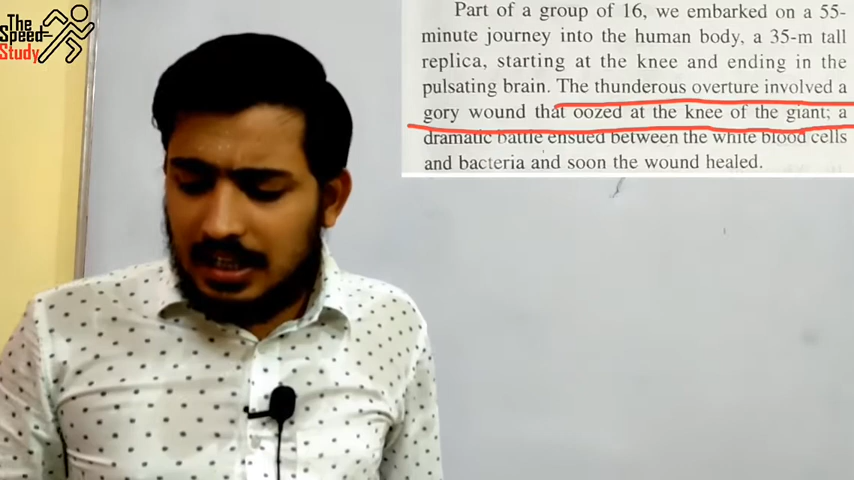 The
Speed
Study
Part of a group of 16, we embarked on a 55-
minute journey into the human body, a 35-m tall
replica, starting at the knee and ending in the
pulsating brain. The thunderous overture involved a
gory wound that oozed at the knee of the giant; a
dramatic battle ensued between the white blood cells
and bacteria and soon the wound healed.